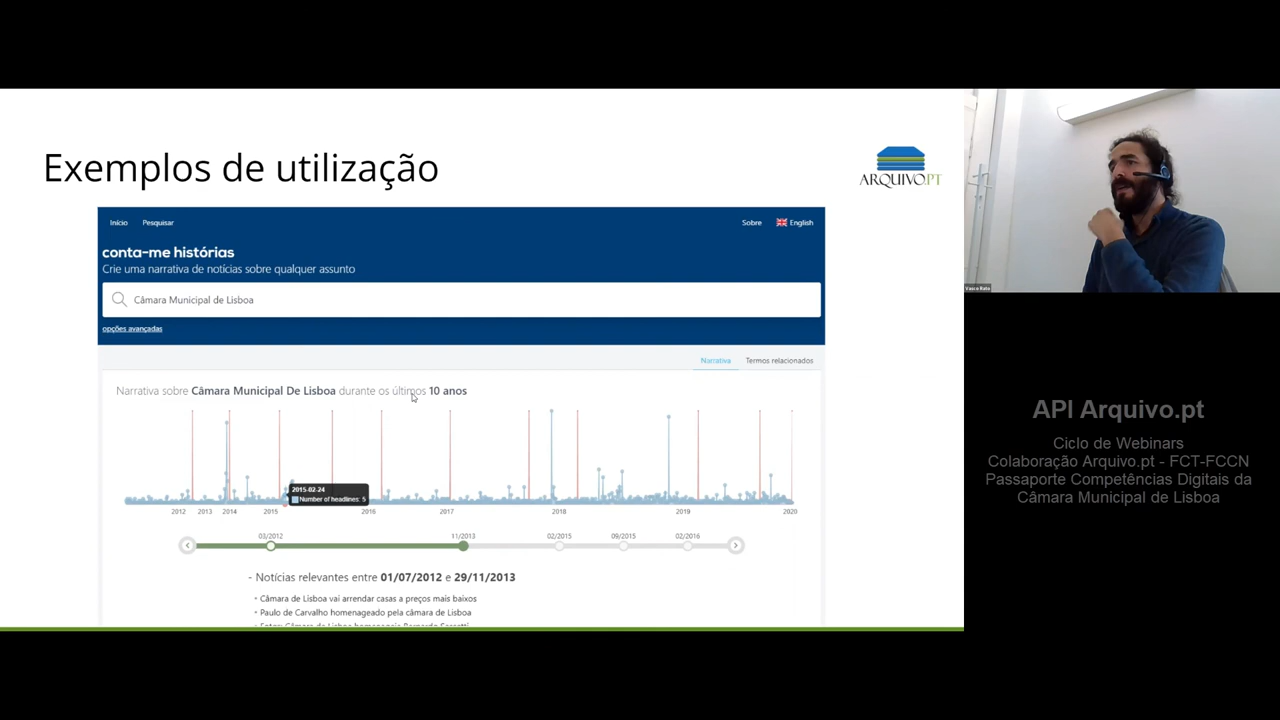 Exemplos de utilização
ARQUIVO.PT
Início Pesquisar Sobre English
conta-me histórias
Crie uma narrativa de notícias sobre qualquer assunto
Câmara Municipal de Lisboa
opções avançadas
Narrativa Termos relacionados
Narrativa sobre Câmara Municipal De Lisboa durante os últimos 10 anos
2015-02-24
Number of headlines: 5
2012 2013 2014 2015 2016 2017 2018 2019 2020
03/2012 11/2013 02/2015 09/2015 02/2016
- Notícias relevantes entre 01/07/2012 e 29/11/2013
Câmara de Lisboa vai arrendar casas a preços mais baixos
Paulo de Carvalho homenageado pela câmara de Lisboa
Vasco Rato
API Arquivo.pt
Ciclo de Webinars
Colaboração Arquivo.pt - FCT-FCCN
Passaporte Competências Digitais da
Câmara Municipal de Lisboa